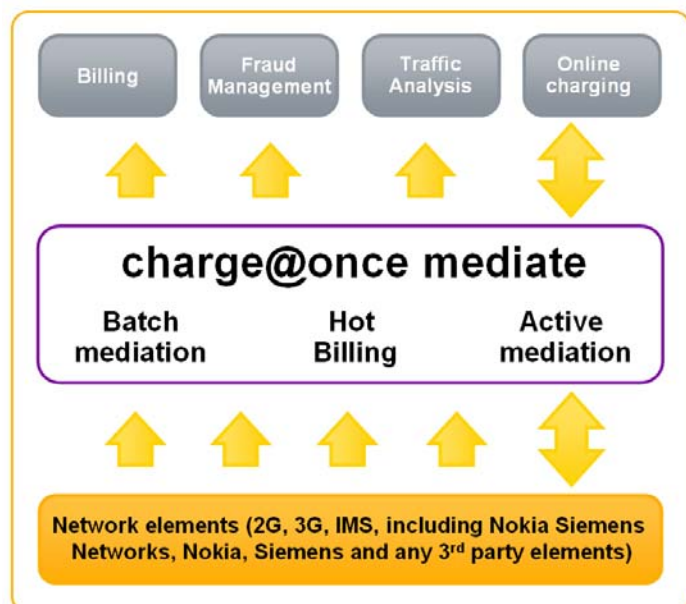 Billing
Fraud
Management
Traffic
Analysis
Online
charging
charge@once mediate
Batch
mediation
Hot
Billing
Active
mediation
Network elements (2G, 3G, IMS, including Nokia Siemens
Networks, Nokia, Siemens and any 3rd party elements)